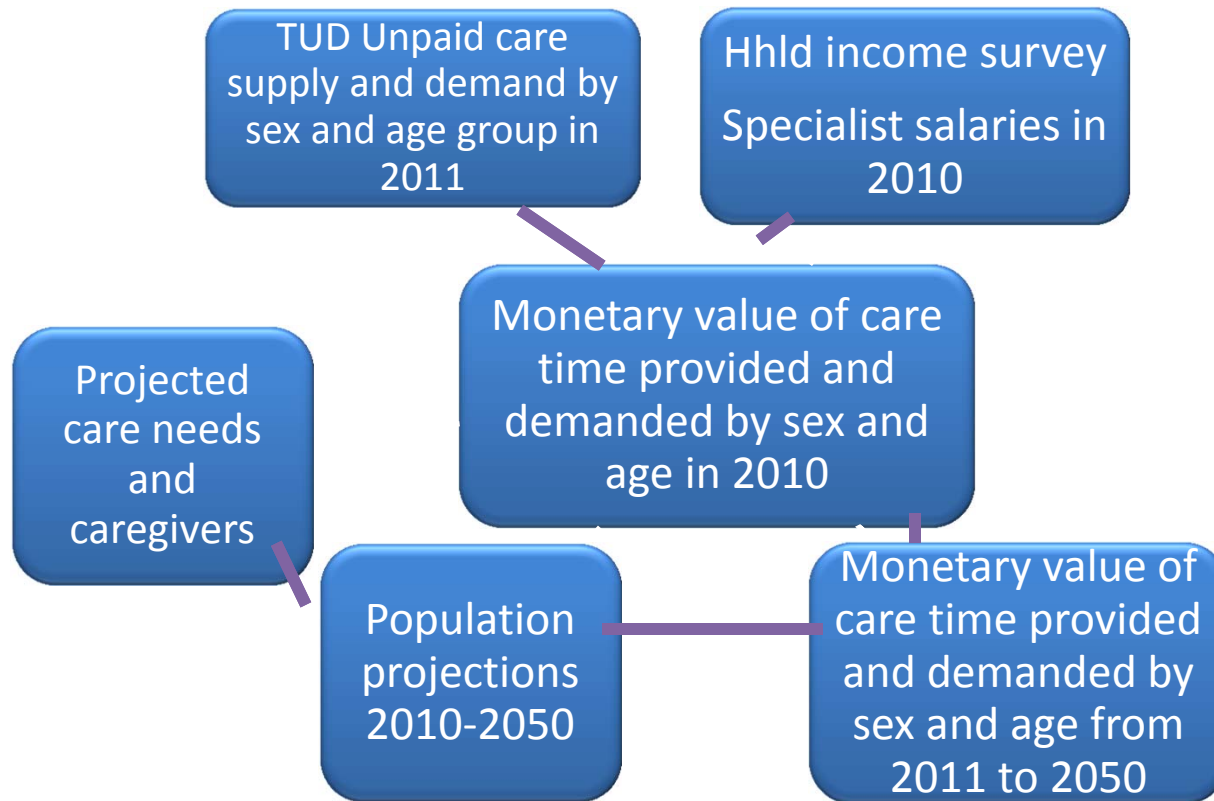 TUD Unpaid care
supply and demand by
sex and age group in
2011
Hhld income survey
Specialist salaries in
2010
Monetary value of care
time provided and
demanded by sex and
age in 2010
Projected
care needs
and
caregivers
Population
projections
2010-2050
Monetary value of
care time provided
and demanded by
sex and age from
2011 to 2050